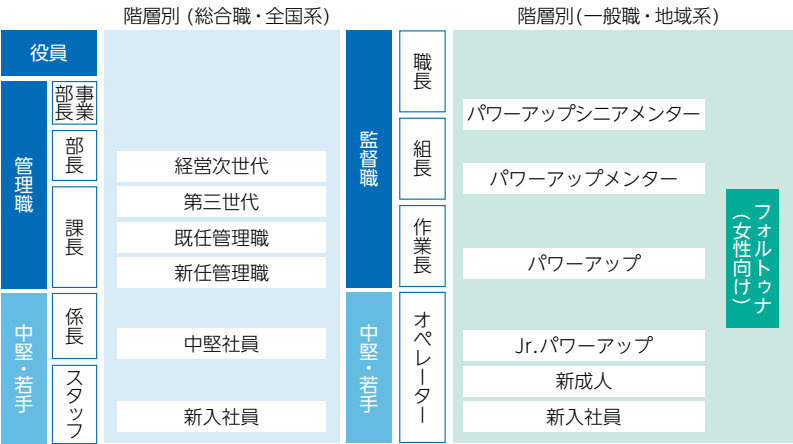 階層別（総合職・全国系）
役員
管理職
事業部長
部長
課長
中堅・若手
係長
スタッフ
経営次世代
第三世代
既任管理職
新任管理職
中堅社員
新入社員
階層別（一般職・地域系）
監督職
職長
組長
作業長
中堅・若手
オペレーター
パワーアップシニアメンター
パワーアップメンター
パワーアップ
Jr.パワーアップ
新成人
新入社員
フォルトゥナ
（女性向け）